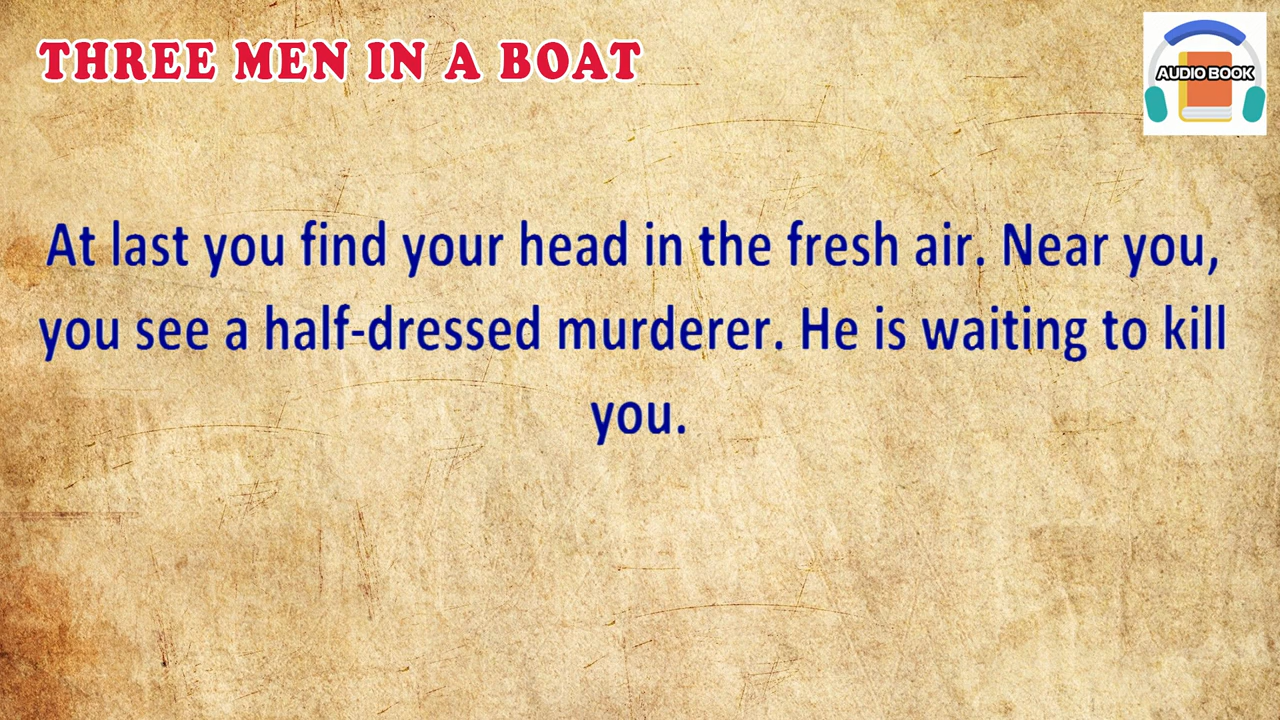 THREE MEN IN A BOAT
AUDIO BOOK
At last you find your head in the fresh air. Near you,
you see a half-dressed murderer. He is waiting to kill
you.